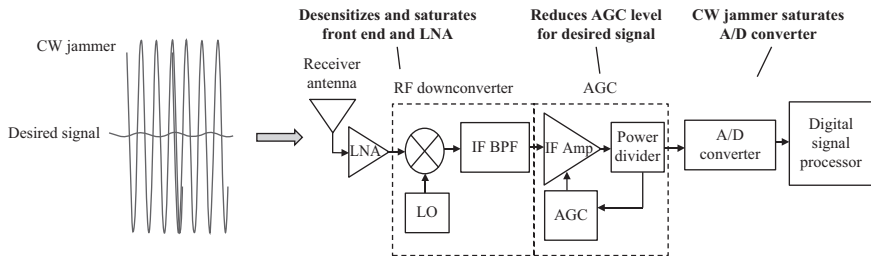 Desensitizes and saturates
front end and LNA
Reduces AGC level
for desired signal
CW jammer saturates
A/D converter
CW jammer
Desired signal
Receiver
antenna
RF downconverter
AGC
LNA
IF BPF
IF Amp
Power
divider
A/D
converter
Digital
signal
processor
LO
AGC